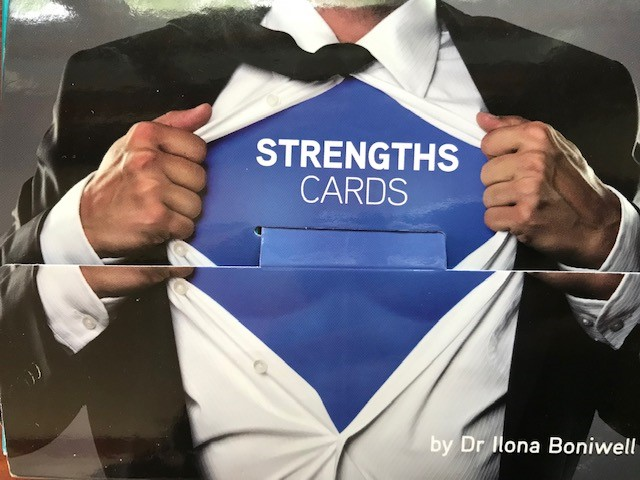 STRENGTHS
CARDS
by Dr Ilona Boniwell